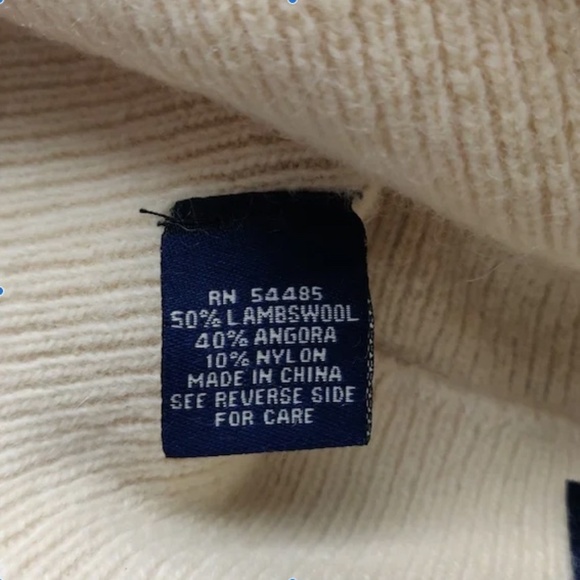 RN 54485
50% LAMBSWOOL
40% ANGORA
10% NYLON
MADE IN CHINA
SEE REVERSE SIDE
FOR CARE